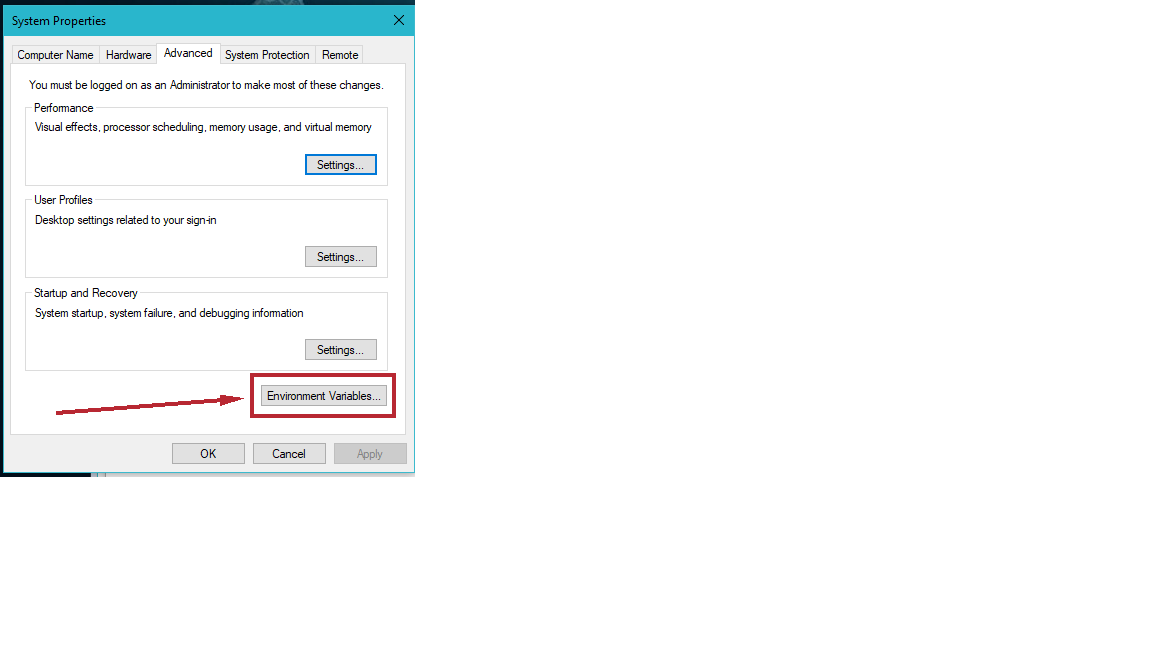 System Properties
Computer Name Hardware Advanced System Protection Remote
You must be logged on as an Administrator to make most of these changes.
Performance
Visual effects, processor scheduling, memory usage, and virtual memory
Settings...
User Profiles
Desktop settings related to your sign-in
Settings...
Startup and Recovery
System startup, system failure, and debugging information
Settings...
Environment Variables...
OK Cancel Apply